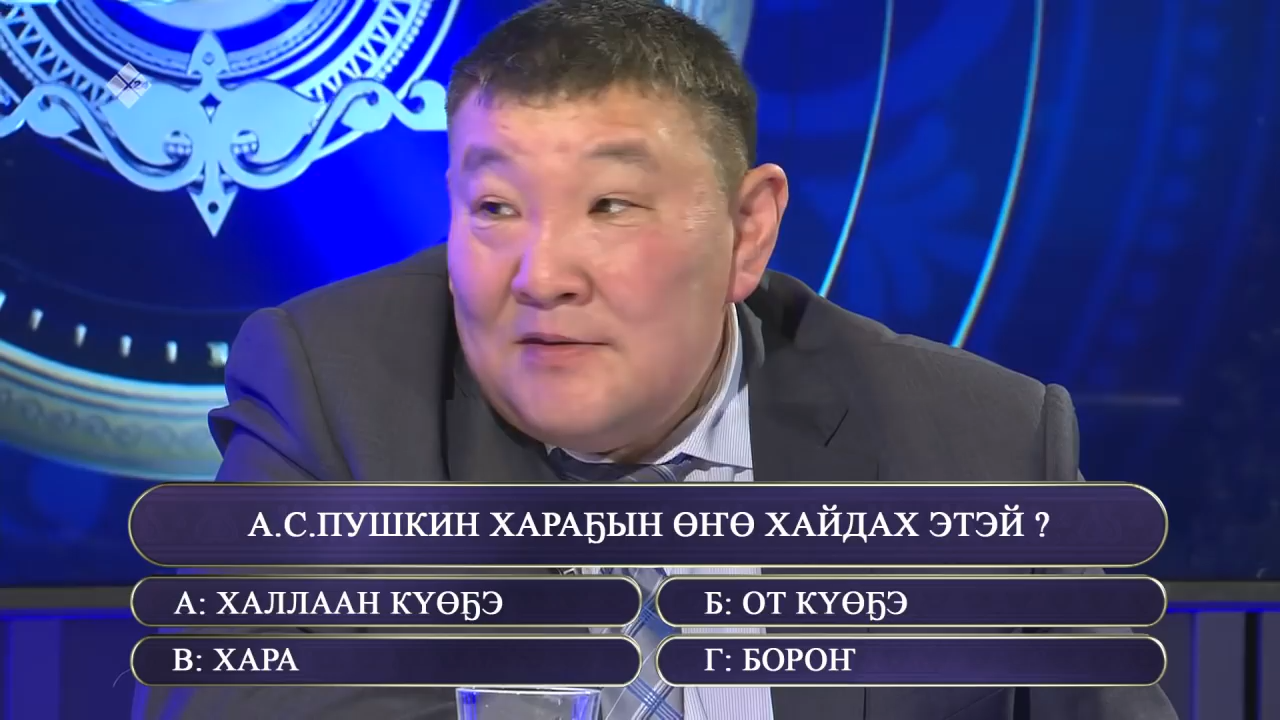 А.С.ПУШКИН ХАРАҔЫН ӨҤӨ ХАЙДАХ ЭТЭЙ ?
А: ХАЛЛААН КҮӨҔЭ
Б: ОТ КҮӨҔЭ
В: ХАРА
Г: БОРОҤ